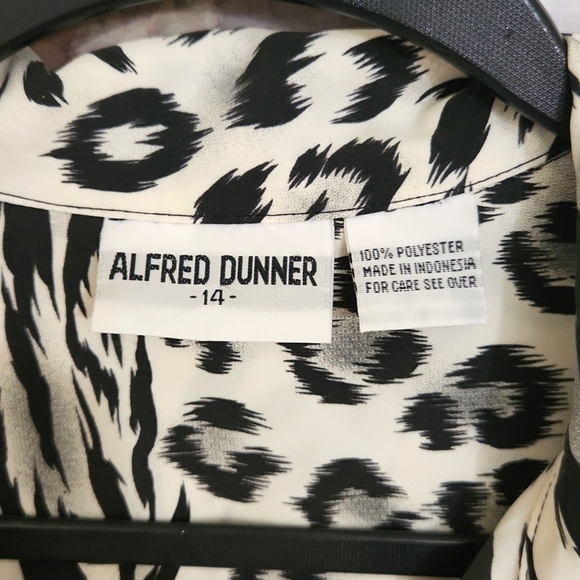 ALFRED DUNNER
- 14 -
100% POLYESTER
MADE IN INDONESIA
FOR CARE SEE OVER